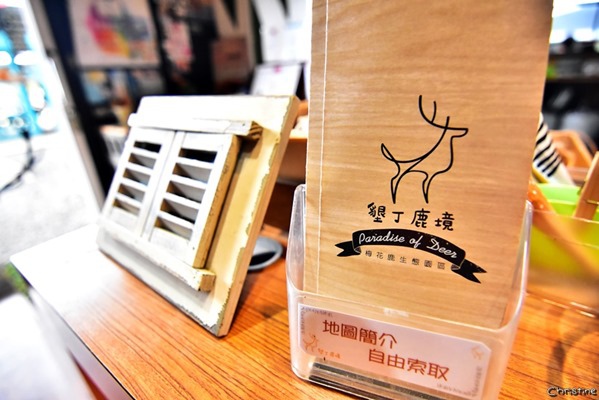 墾丁鹿境
Paradise of Deer
梅花鹿生態園區
地圖簡介
自由索取
Christine